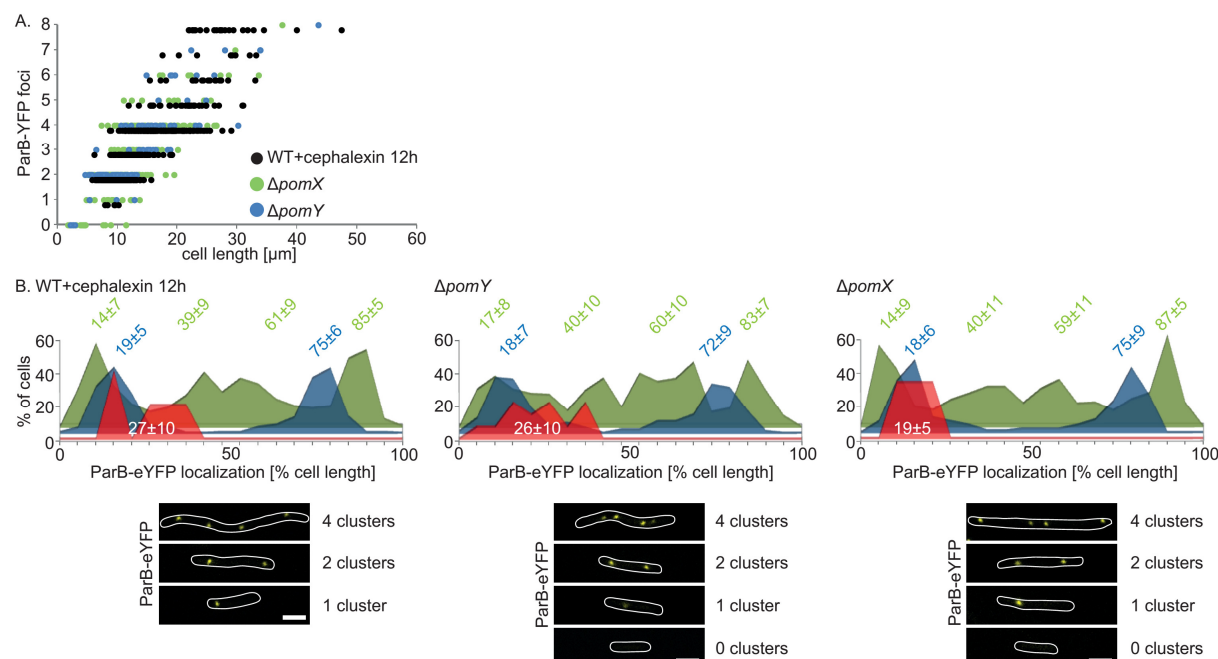 A.
8
7
6
5
4
3
2
1
0
ParB-YFP foci
WT+cephalexin 12h
ΔpomX
ΔpomY
0 10 20 30 40 50 60
cell length [µm]
B. WT+cephalexin 12h
14±7 39±9 61±9 85±5
19±5 75±6
60
40
20
0
% of cells
27±10
50 100
ParB-eYFP localization [% cell length]
ParB-eYFP
4 clusters
2 clusters
1 cluster
ΔpomY
17±8 40±10 60±10 83±7
18±7 72±9
60
40
20
0
26±10
50 100
ParB-eYFP localization [% cell length]
ParB-eYFP
4 clusters
2 clusters
1 cluster
0 clusters
ΔpomX
14±9 40±11 59±11 87±5
18±6 75±9
60
40
20
0
19±5
50 100
ParB-eYFP localization [% cell length]
ParB-eYFP
4 clusters
2 clusters
1 cluster
0 clusters